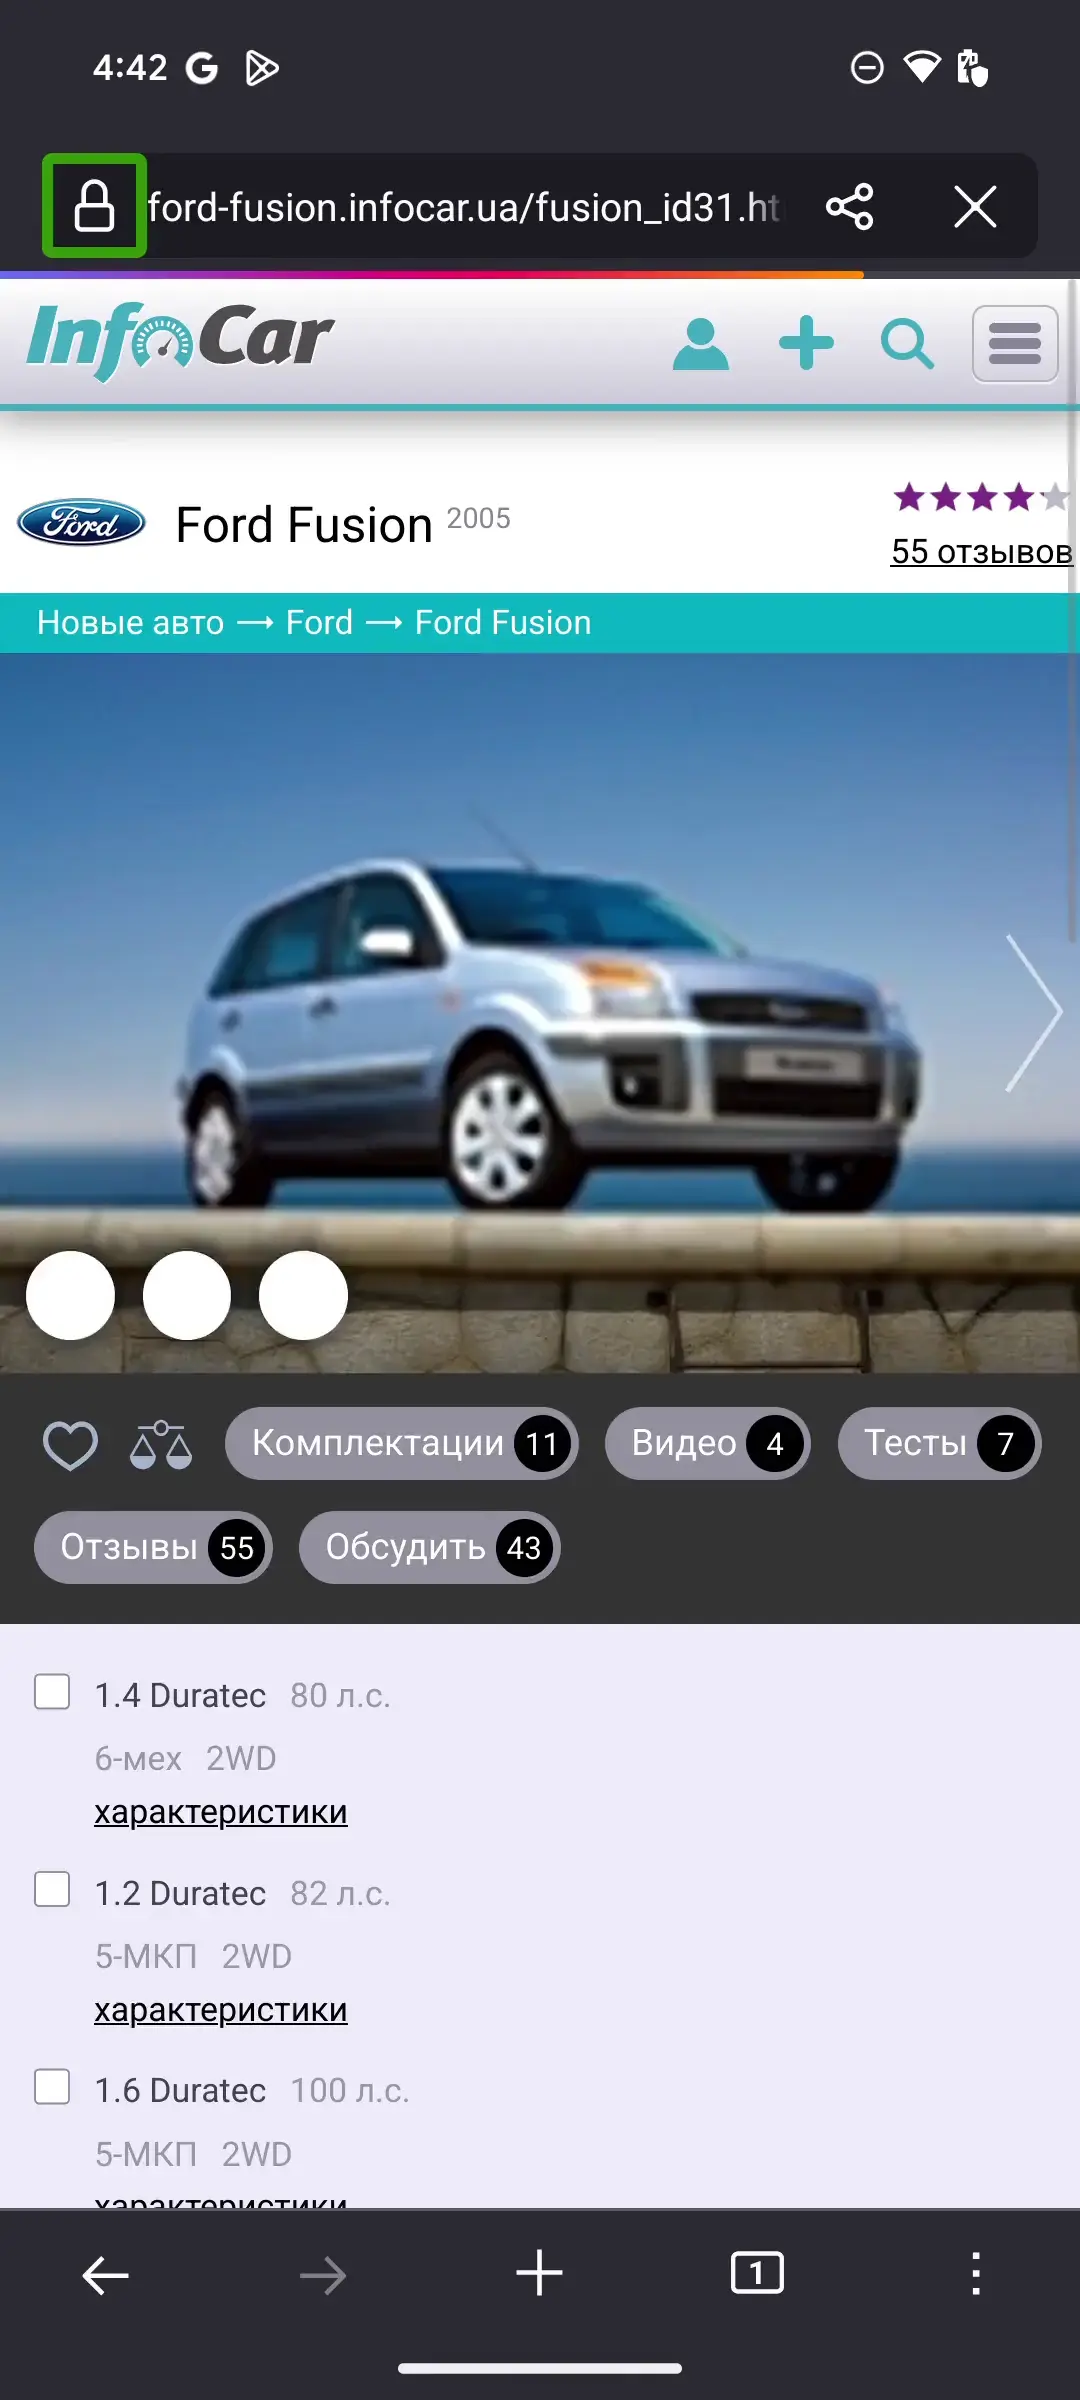 4:42
ford-fusion.infocar.ua/fusion_id31.ht
InfoCar
Ford
Ford Fusion 2005
55 отзывов
Новые авто → Ford → Ford Fusion
Комплектации 11 Видео 4 Тесты 7
Отзывы 55 Обсудить 43
1.4 Duratec 80 л.с.
6-мех 2WD
характеристики
1.2 Duratec 82 л.с.
5-МКП 2WD
характеристики
1.6 Duratec 100 л.с.
5-МКП 2WD
характеристики
1